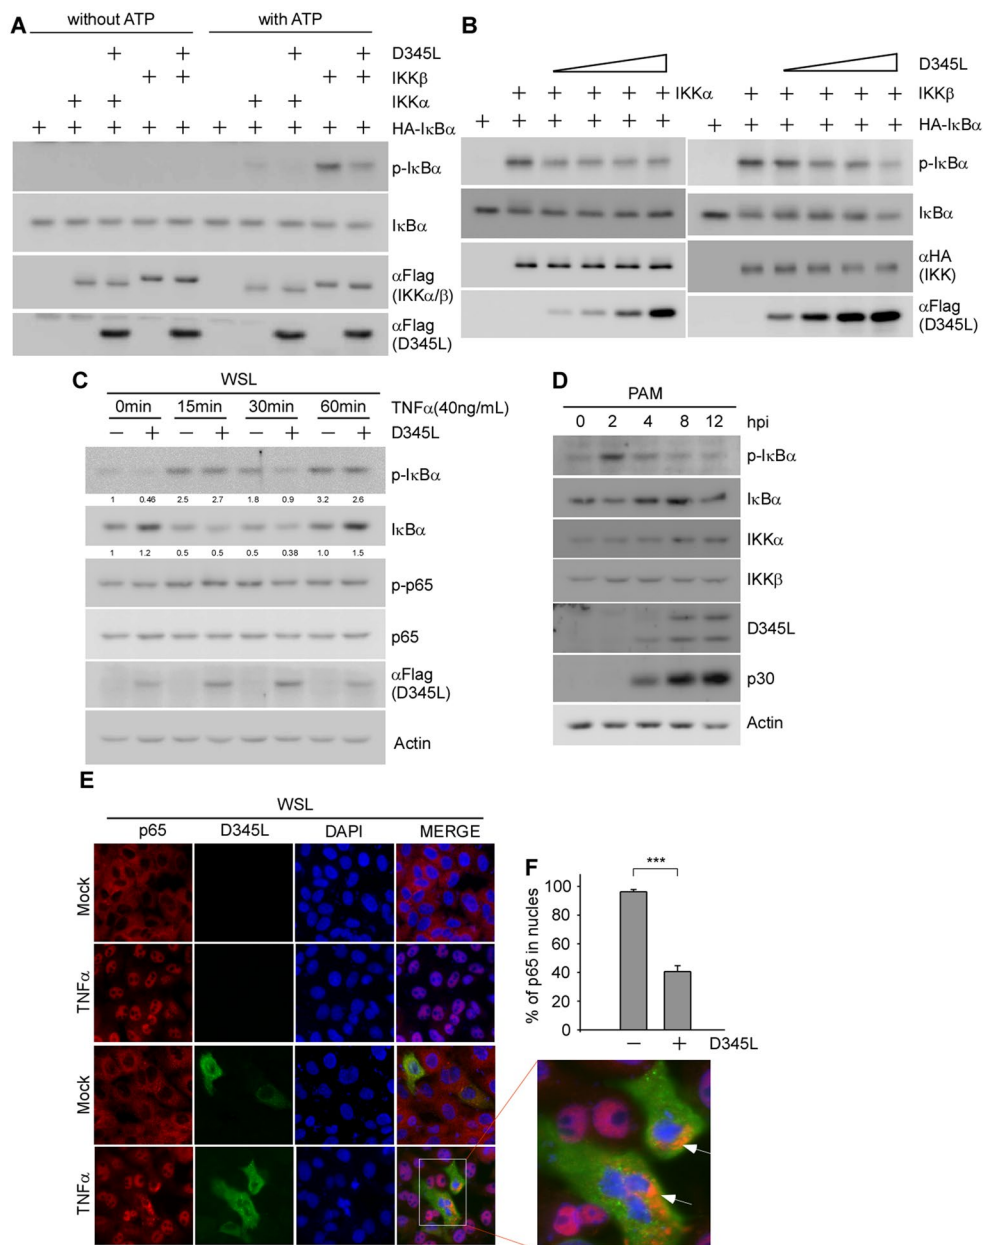 A
without ATP with ATP
+ + + + D345L
+ + + + IKKβ
+ + + + IKKα
+ + + + + + + + + + HA-IκBα
p-IκBα
IκBα
αFlag
(IKKα/β)
αFlag
(D345L)
B
D345L
+ + + + + IKKα + + + + + IKKβ
+ + + + + + + + + + + + HA-IκBα
p-IκBα
IκBα
αHA
(IKK)
αFlag
(D345L)
C
WSL
0min 15min 30min 60min TNFα(40ng/mL)
− + − + − + − + D345L
p-IκBα
1 0.46 2.5 2.7 1.8 0.9 3.2 2.6
IκBα
1 1.2 0.5 0.5 0.5 0.38 1.0 1.5
p-p65
p65
αFlag
(D345L)
Actin
D
PAM
0 2 4 8 12 hpi
p-IκBα
IκBα
IKKα
IKKβ
D345L
p30
Actin
E
WSL
p65 D345L DAPI MERGE
Mock
TNFα
Mock
TNFα
F
***
% of p65 in nucles
100
80
60
40
20
0
− + D345L